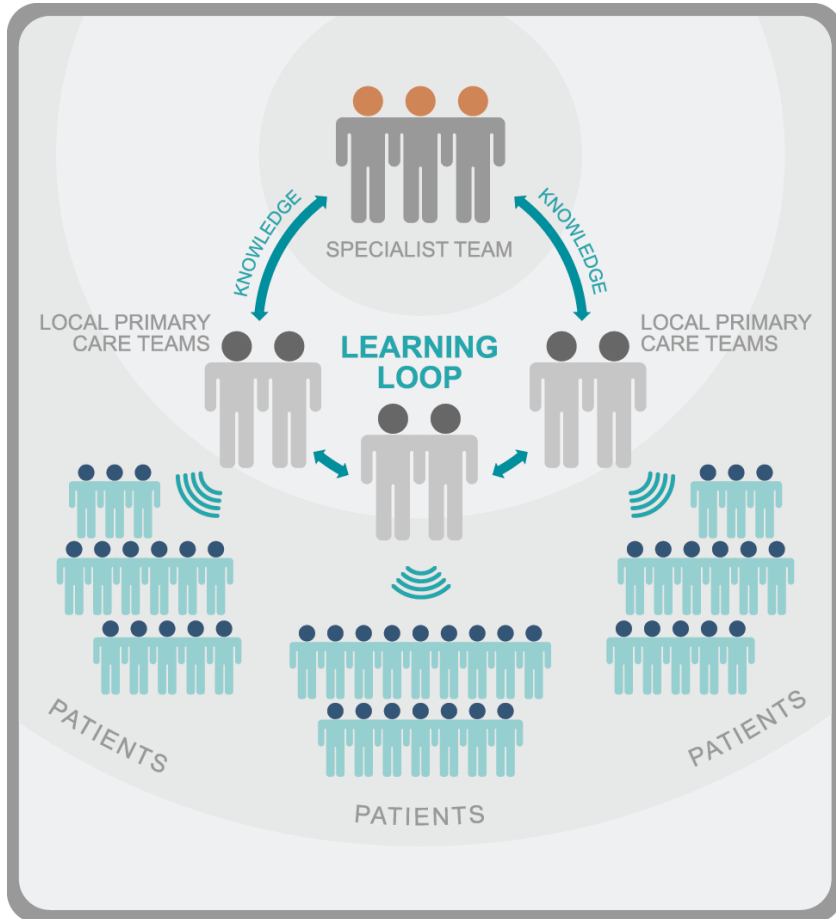 SPECIALIST TEAM
KNOWLEDGE
KNOWLEDGE
LOCAL PRIMARY
CARE TEAMS
LOCAL PRIMARY
CARE TEAMS
LEARNING
LOOP
PATIENTS
PATIENTS
PATIENTS